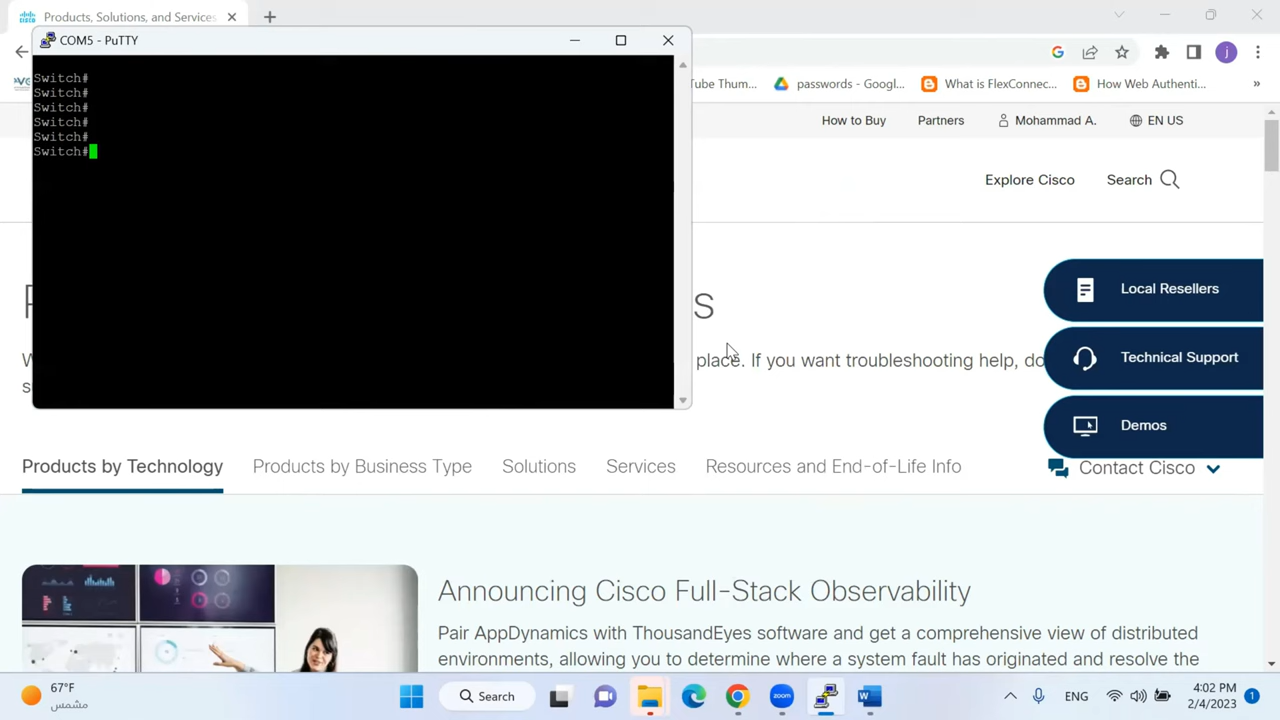 Products, Solutions, and Services
COM5 - PuTTY
Switch#
Switch#
Switch#
Switch#
Switch#
Switch#
Tube Thum...
passwords - Googl...
What is FlexConnec...
How Web Authenti...
»
How to Buy
Partners
Mohammad A.
EN US
Explore Cisco
Search
P
s
W
place. If you want troubleshooting help, do
su
Local Resellers
Technical Support
Demos
Products by Technology
Products by Business Type
Solutions
Services
Resources and End-of-Life Info
Contact Cisco
Announcing Cisco Full-Stack Observability
Pair AppDynamics with ThousandEyes software and get a comprehensive view of distributed
environments, allowing you to determine where a system fault has originated and resolve the
67°F
مشمس
Search
ENG
4:02 PM
2/4/2023
1